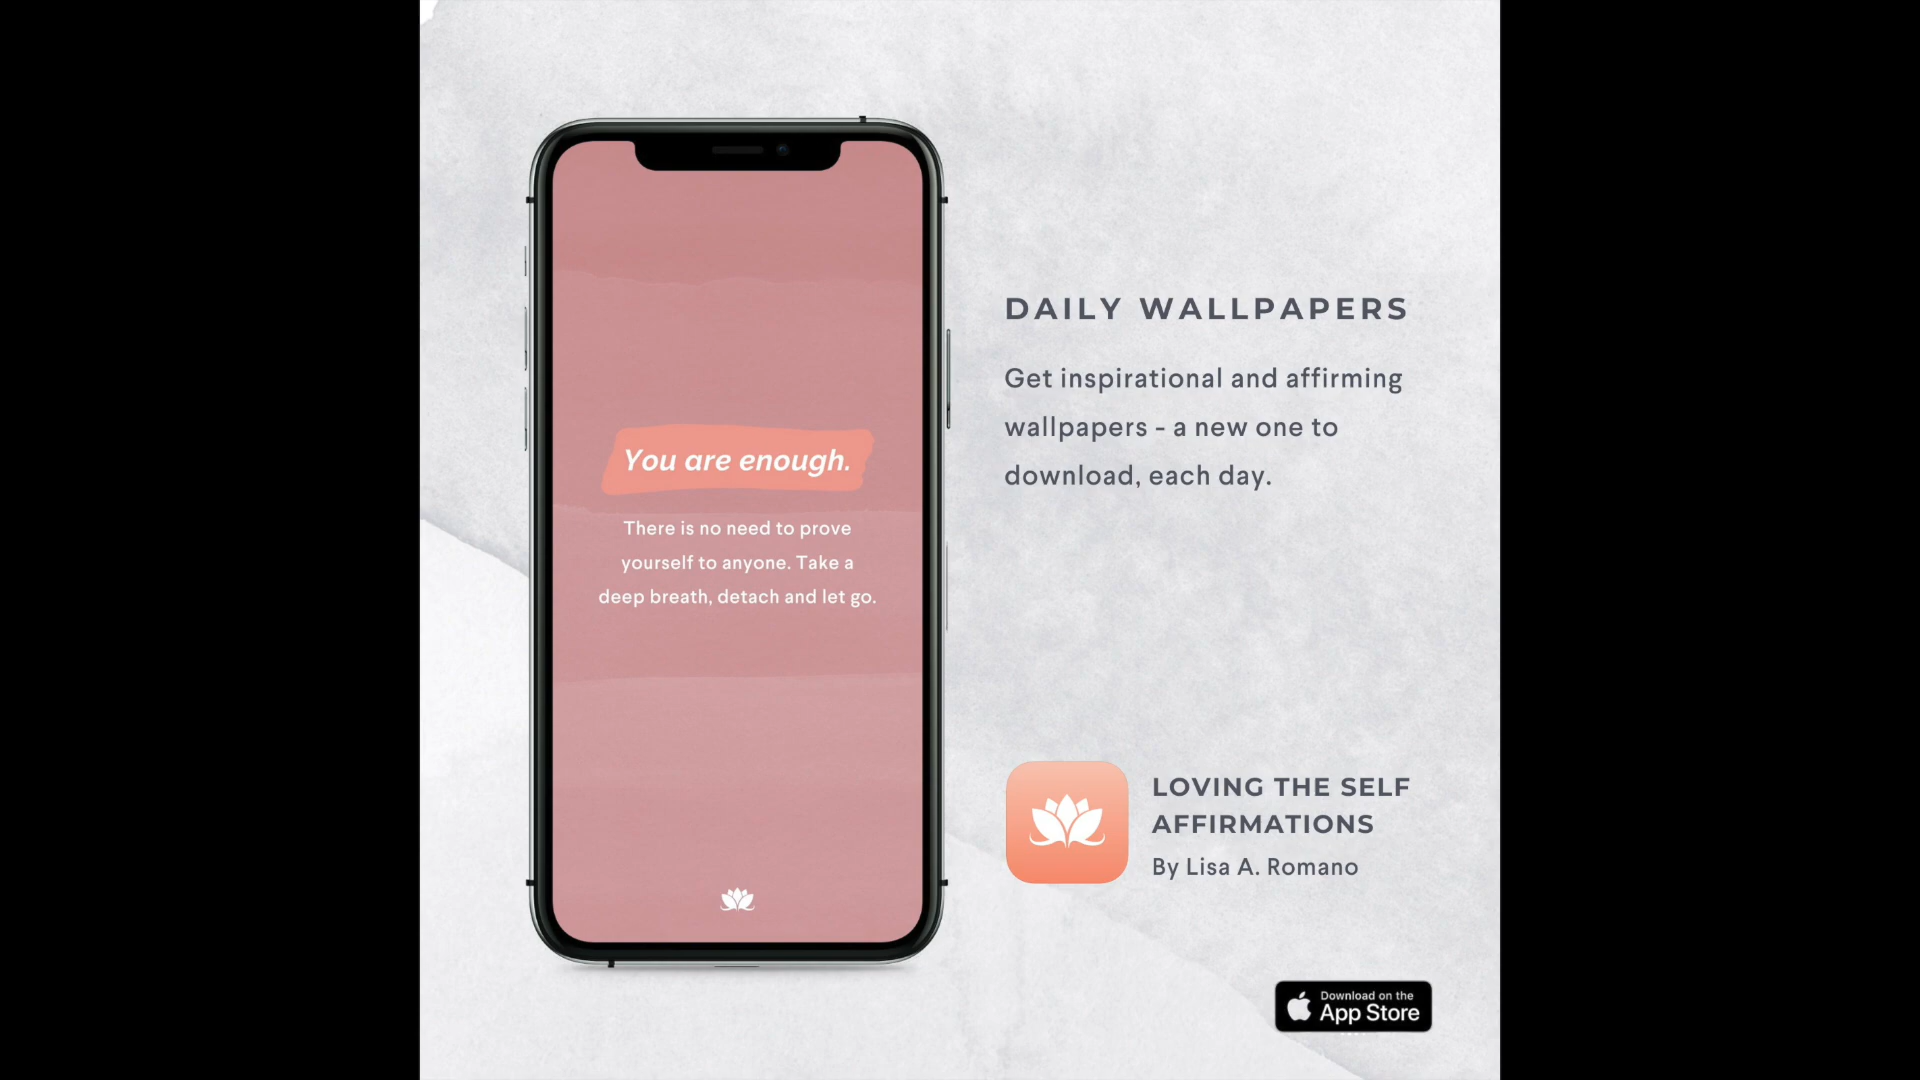 You are enough.
There is no need to prove
yourself to anyone. Take a
deep breath, detach and let go.
DAILY WALLPAPERS
Get inspirational and affirming
wallpapers - a new one to
download, each day.
LOVING THE SELF
AFFIRMATIONS
By Lisa A. Romano
Download on the
App Store